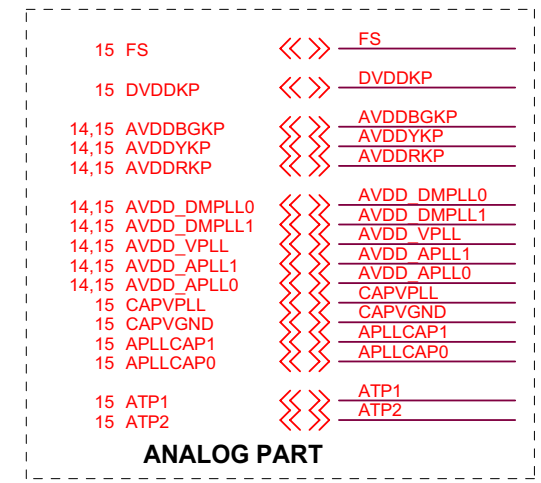 15 FS FS
15 DVDDKP DVDDKP
14,15 AVDDBGKP AVDDBGKP
14,15 AVDDYKP AVDDYKP
14,15 AVDDRKP AVDDRKP
14,15 AVDD_DMPLL0 AVDD_DMPLL0
14,15 AVDD_DMPLL1 AVDD_DMPLL1
14,15 AVDD_VPLL AVDD_VPLL
14,15 AVDD_APLL1 AVDD_APLL1
14,15 AVDD_APLL0 AVDD_APLL0
15 CAPVPLL CAPVPLL
15 CAPVGND CAPVGND
15 APLLCAP1 APLLCAP1
15 APLLCAP0 APLLCAP0
15 ATP1 ATP1
15 ATP2 ATP2
ANALOG PART